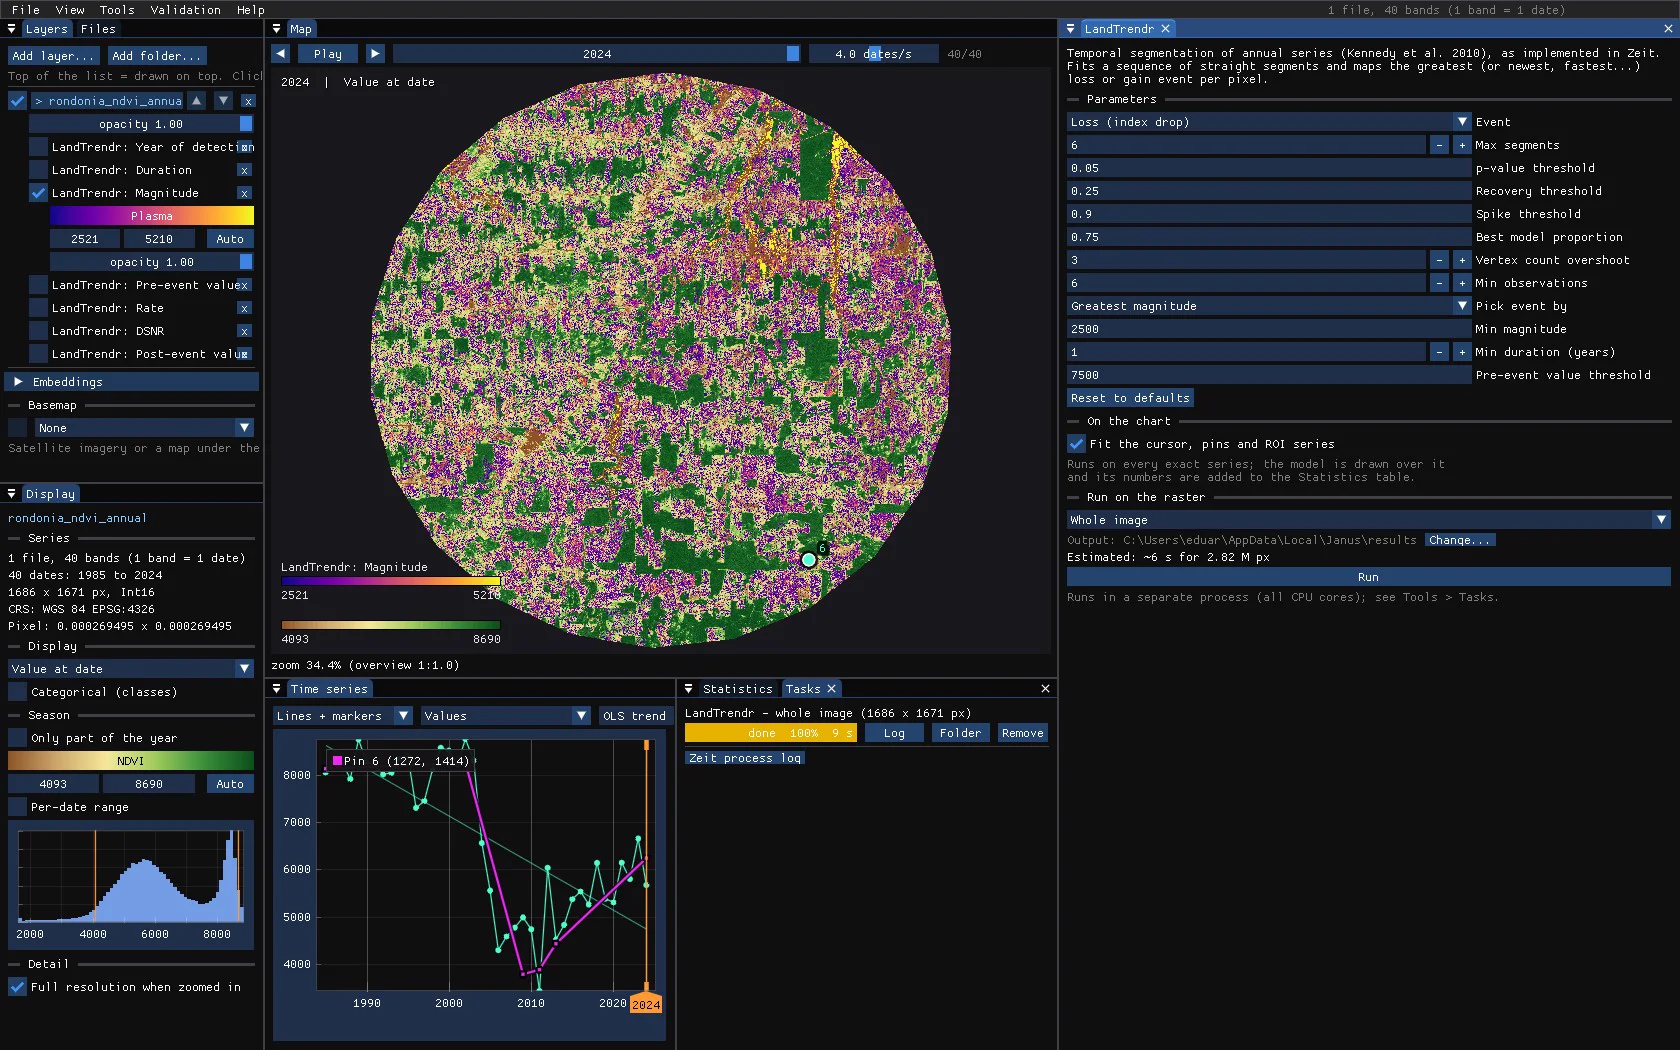 File View Tools Validation Help
1 file, 40 bands (1 band = 1 date)
Layers Files
Add layer... Add folder...
Top of the list = drawn on top. Clic
> rondonia_ndvi_annua x
opacity 1.00
LandTrendr: Year of detection
LandTrendr: Duration x
LandTrendr: Magnitude x
Plasma
2521 5210 Auto
opacity 1.00
LandTrendr: Pre-event value x
LandTrendr: Rate x
LandTrendr: DSNR x
LandTrendr: Post-event value
Embeddings
Basemap
None
Satellite imagery or a map under the
Display
rondonia_ndvi_annual
Series
1 file, 40 bands (1 band = 1 date)
40 dates: 1985 to 2024
1686 x 1671 px, Int16
CRS: WGS 84 EPSG:4326
Pixel: 0.000269495 x 0.000269495
Display
Value at date
Categorical (classes)
Season
Only part of the year
NDVI
4093 8690 Auto
Per-date range
2000 4000 6000 8000
Detail
Full resolution when zoomed in
Map
Play 2024 4.0 dates/s 40/40
2024 | Value at date
6
LandTrendr: Magnitude
2521 5210
4093 8690
zoom 34.4% (overview 1:1.0)
Time series
Lines + markers Values OLS trend
Pin 6 (1272, 1414)
8000
7000
6000
5000
4000
1990 2000 2010 2020 2024
Statistics Tasks
LandTrendr - whole image (1686 x 1671 px)
done 100% 9 s Log Folder Remove
Zeit process log
LandTrendr
Temporal segmentation of annual series (Kennedy et al. 2010), as implemented in Zeit.
Fits a sequence of straight segments and maps the greatest (or newest, fastest...)
loss or gain event per pixel.
Parameters
Loss (index drop) Event
6 - + Max segments
0.05 p-value threshold
0.25 Recovery threshold
0.9 Spike threshold
0.75 Best model proportion
3 - + Vertex count overshoot
6 - + Min observations
Greatest magnitude Pick event by
2500 Min magnitude
1 - + Min duration (years)
7500 Pre-event value threshold
Reset to defaults
On the chart
Fit the cursor, pins and ROI series
Runs on every exact series; the model is drawn over it
and its numbers are added to the Statistics table.
Run on the raster
Whole image
Output: C:\Users\eduar\AppData\Local\Janus\results Change...
Estimated: ~6 s for 2.82 M px
Run
Runs in a separate process (all CPU cores); see Tools > Tasks.